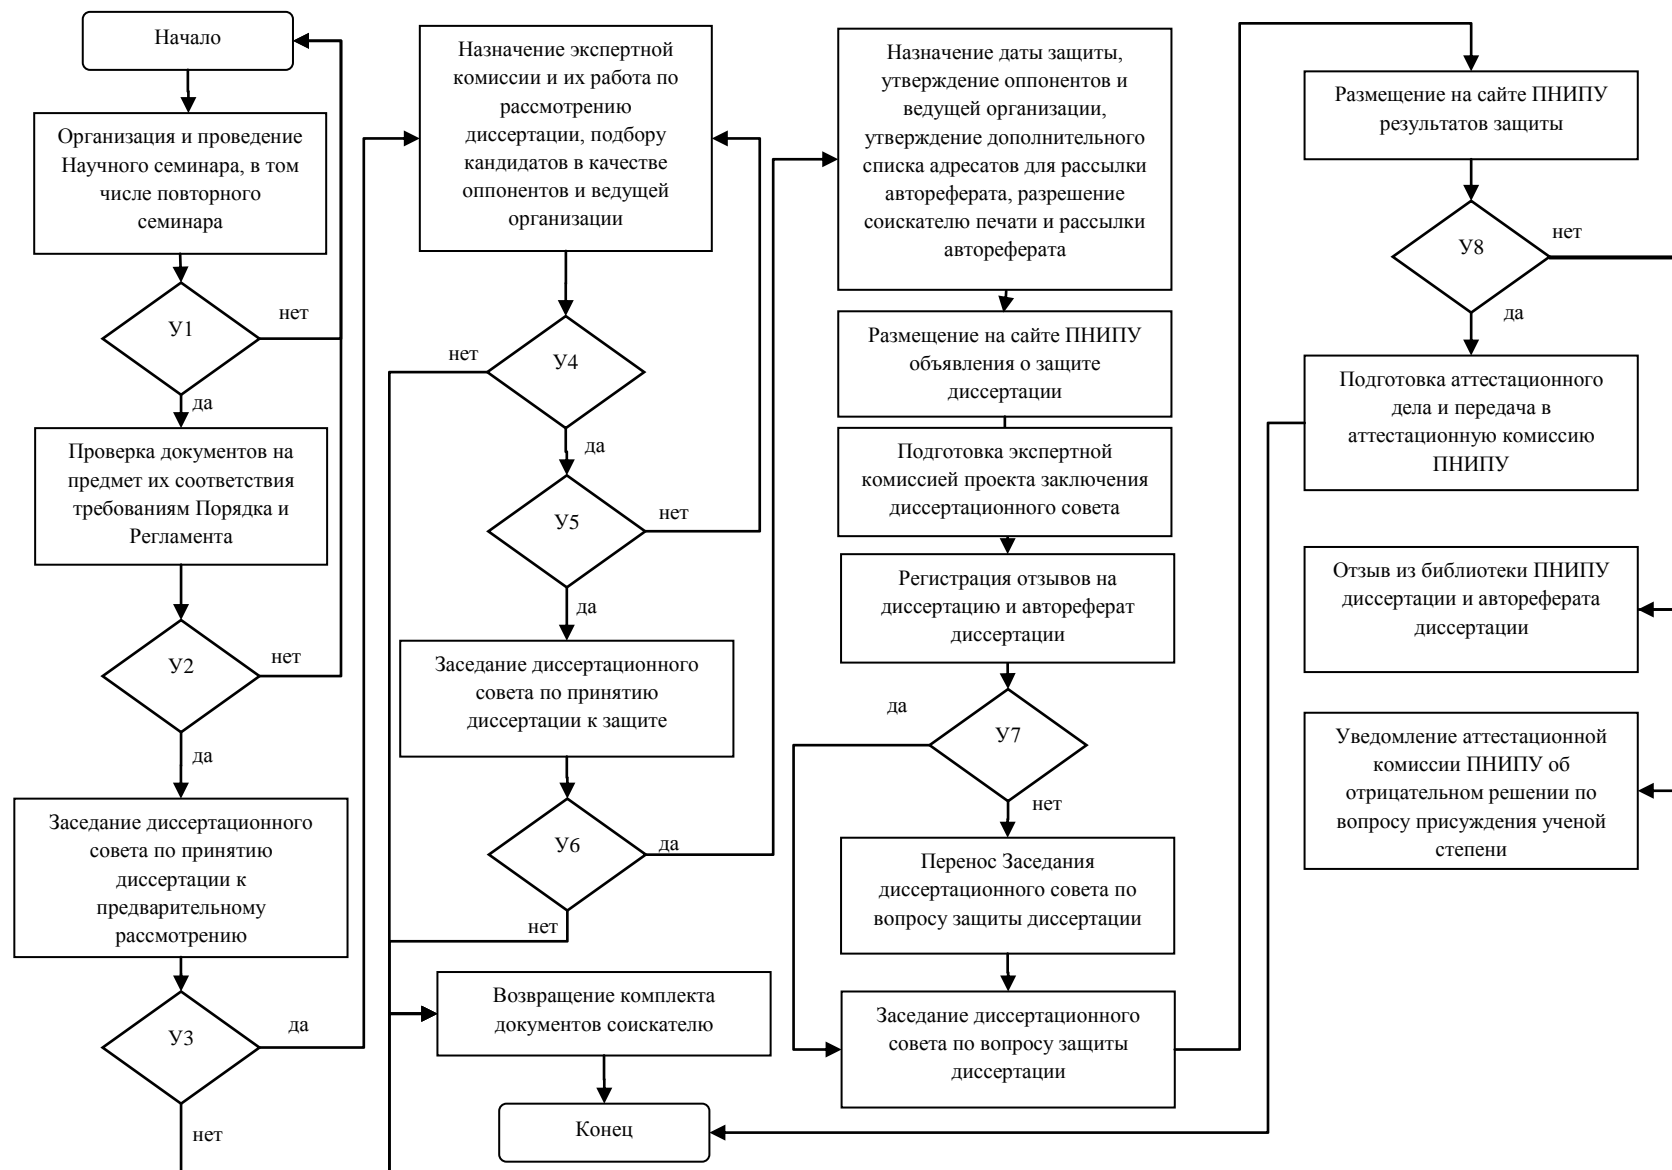 Начало
Организация и проведение
Научного семинара, в том
числе повторного
семинара
У1
нет
да
Проверка документов на
предмет их соответствия
требованиям Порядка и
Регламента
У2
нет
да
Заседание диссертационного
совета по принятию
диссертации к
предварительному
рассмотрению
У3
да
нет
Назначение экспертной
комиссии и их работа по
рассмотрению
диссертации, подбору
кандидатов в качестве
оппонентов и ведущей
организации
нет
У4
да
У5
нет
да
Заседание диссертационного
совета по принятию
диссертации к защите
У6
да
нет
Возвращение комплекта
документов соискателю
Конец
Назначение даты защиты,
утверждение оппонентов и
ведущей организации,
утверждение дополнительного
списка адресатов для рассылки
автореферата, разрешение
соискателю печати и рассылки
автореферата
Размещение на сайте ПНИПУ
объявления о защите
диссертации
Подготовка экспертной
комиссией проекта заключения
диссертационного совета
Регистрация отзывов на
диссертацию и автореферат
диссертации
да
У7
нет
Перенос Заседания
диссертационного совета по
вопросу защиты диссертации
Заседание диссертационного
совета по вопросу защиты
диссертации
Размещение на сайте ПНИПУ
результатов защиты
У8
нет
да
Подготовка аттестационного
дела и передача в
аттестационную комиссию
ПНИПУ
Отзыв из библиотеки ПНИПУ
диссертации и автореферата
диссертации
Уведомление аттестационной
комиссии ПНИПУ об
отрицательном решении по
вопросу присуждения ученой
степени